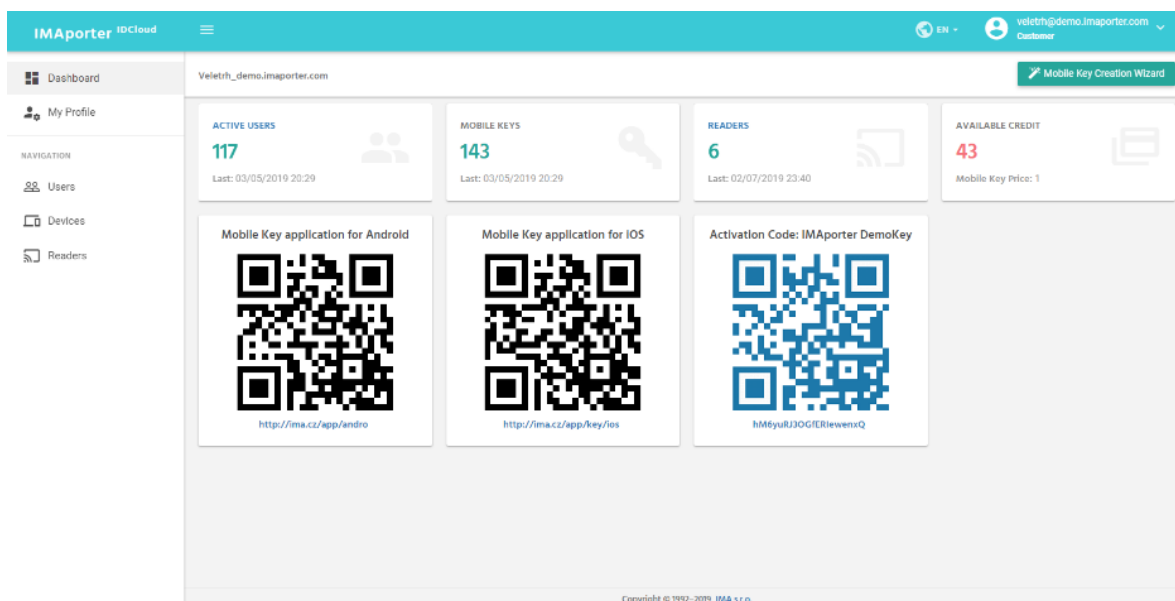 IMAporter IDCloud
EN
veletrh@demo.imaporter.com
Customer
Dashboard
My Profile
NAVIGATION
Users
Devices
Readers
Veletrh_demo.imaporter.com
Mobile Key Creation Wizard
ACTIVE USERS
117
Last: 03/05/2019 20:29
MOBILE KEYS
143
Last: 03/05/2019 20:29
READERS
6
Last: 02/07/2019 23:40
AVAILABLE CREDIT
43
Mobile Key Price: 1
Mobile Key application for Android
http://ima.cz/app/andro
Mobile Key application for iOS
http://ima.cz/app/key/ios
Activation Code: IMAporter DemoKey
hM6yuRJ3OGfERIewenxQ
Copyright © 1992-2019 IMA s.r.o.